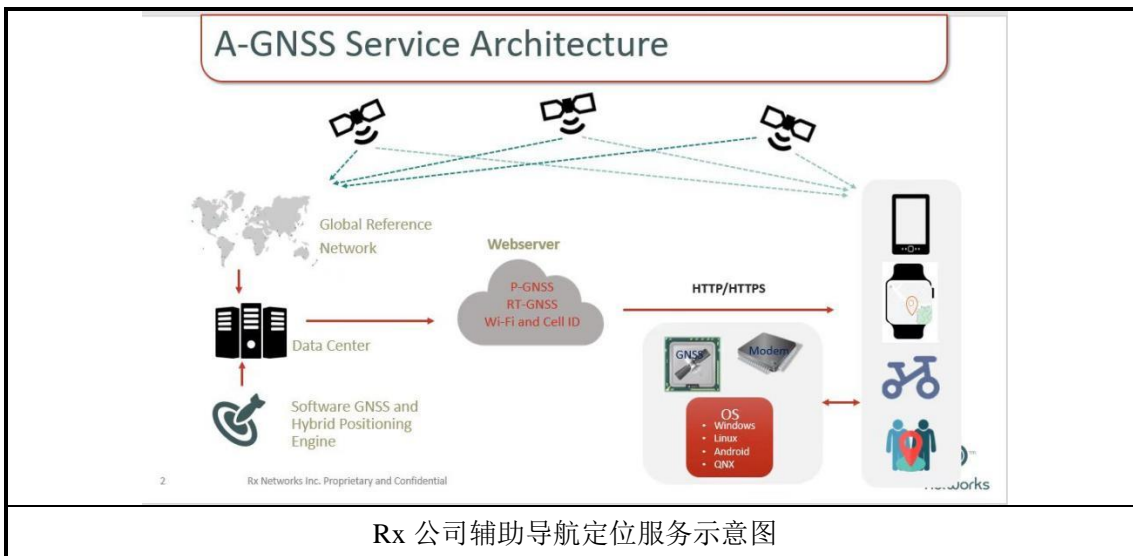 A-GNSS Service Architecture
Global Reference
Network
Webserver
P-GNSS
RT-GNSS
Wi-Fi and Cell ID
HTTP/HTTPS
Data Center
GNSS
Modem
Software GNSS and
Hybrid Positioning
Engine
OS
• Windows
• Linux
• Android
• QNX
2
Rx Networks Inc. Proprietary and Confidential
Rx 公司辅助导航定位服务示意图